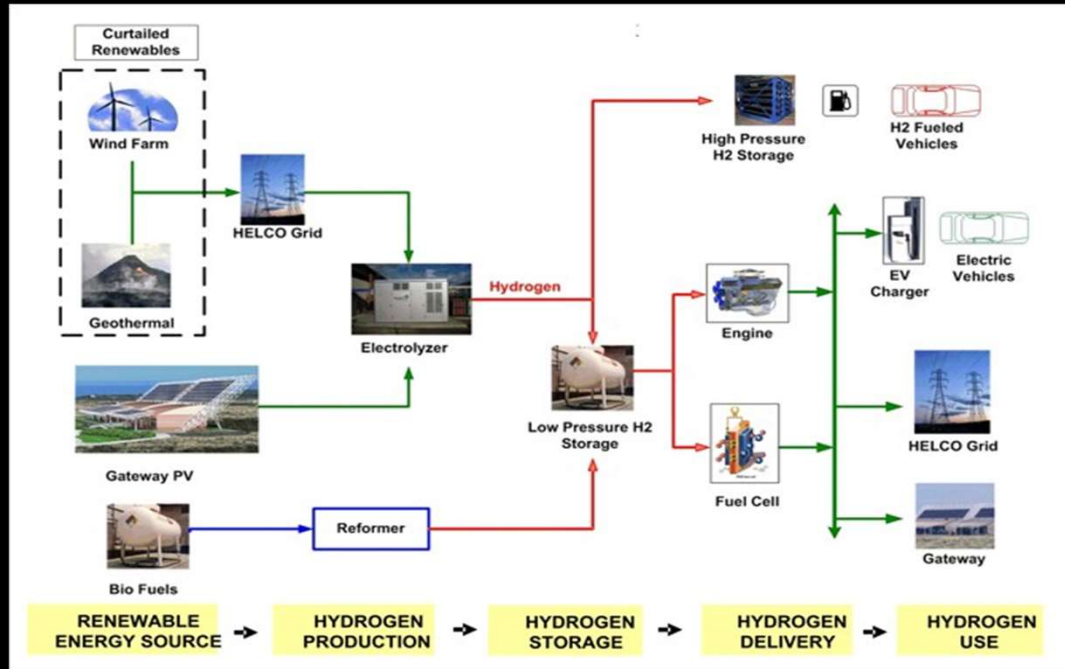 Curtailed
Renewables
Wind Farm
HELCO Grid
Geothermal
Electrolyzer
Hydrogen
Gateway PV
Bio Fuels
Reformer
Low Pressure H2
Storage
High Pressure
H2 Storage
H2 Fueled
Vehicles
Engine
Fuel Cell
EV
Charger
Electric
Vehicles
HELCO Grid
Gateway
RENEWABLE
ENERGY SOURCE
HYDROGEN
PRODUCTION
HYDROGEN
STORAGE
HYDROGEN
DELIVERY
HYDROGEN
USE